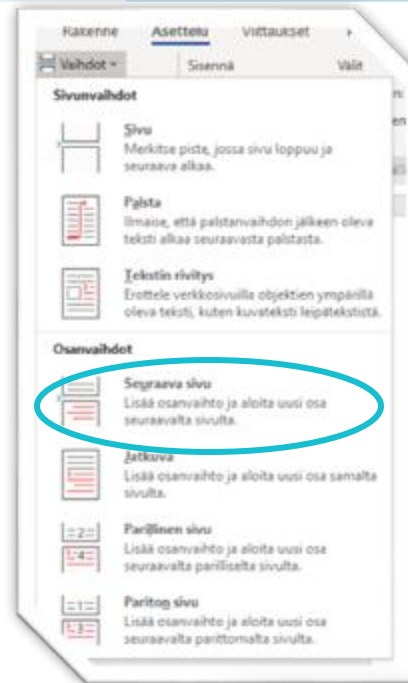 Rakenne Asettelu Viittaukset
Vaihdot Sisennä Välit
Sivunvaihdot
Sivu
Merkitse piste, jossa sivu loppuu ja
seuraava alkaa.
Palsta
Ilmaise, että palstanvaihdon jälkeen oleva
teksti alkaa seuraavasta palstasta.
Tekstin rivitys
Erottele verkkosivuilla objektien ympärillä
oleva teksti, kuten kuvateksti leipätekstistä.
Osanvaihdot
Seuraava sivu
Lisää osanvaihto ja aloita uusi osa
seuraavalta sivulta.
Jatkuva
Lisää osanvaihto ja aloita uusi osa samalta
sivulta.
Parillinen sivu
Lisää osanvaihto ja aloita uusi osa
seuraavalta parilliselta sivulta.
Pariton sivu
Lisää osanvaihto ja aloita uusi osa
seuraavalta parittomalta sivulta.